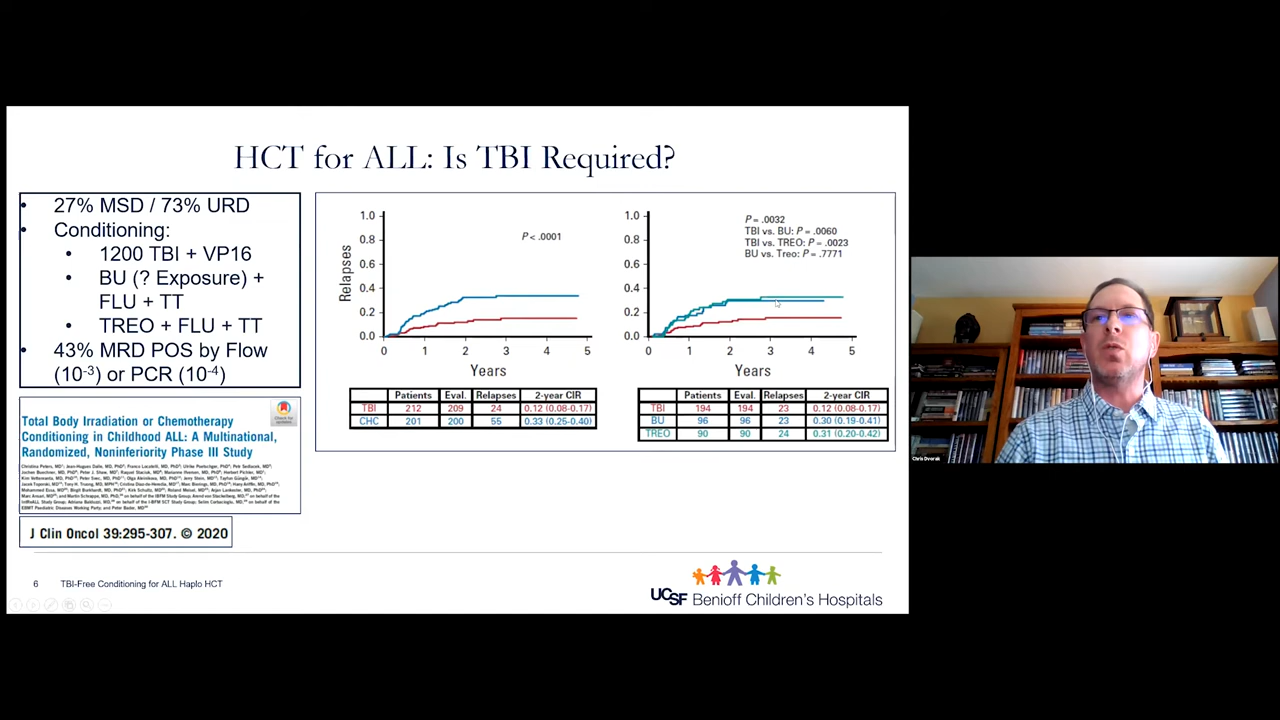 HCT for ALL: Is TBI Required?
• 27% MSD / 73% URD
• Conditioning:
• 1200 TBI + VP16
• BU (? Exposure) +
FLU + TT
• TREO + FLU + TT
• 43% MRD POS by Flow
(10-3) or PCR (10-4)
Total Body Irradiation or Chemotherapy
Conditioning in Childhood ALL: A Multinational,
Randomized, Noninferiority Phase III Study
J Clin Oncol 39:295-307. © 2020
Relapses
1.0
0.8
0.6
0.4
0.2
0.0
P < .0001
0 1 2 3 4 5
Years
Patients Eval. Relapses 2-year CIR
TBI 212 209 24 0.12 (0.08-0.17)
CHC 201 200 55 0.33 (0.25-0.40)
1.0
0.8
0.6
0.4
0.2
0.0
P = .0032
TBI vs. BU: P = .0060
TBI vs. TREO: P = .0023
BU vs. Treo: P = .7771
0 1 2 3 4 5
Years
Patients Eval. Relapses 2-year CIR
TBI 194 194 23 0.12 (0.08-0.17)
BU 96 96 23 0.30 (0.19-0.41)
TREO 90 90 24 0.31 (0.20-0.42)
6 TBI-Free Conditioning for ALL Haplo HCT
UCSF Benioff Children's Hospitals
Chris Dvorak